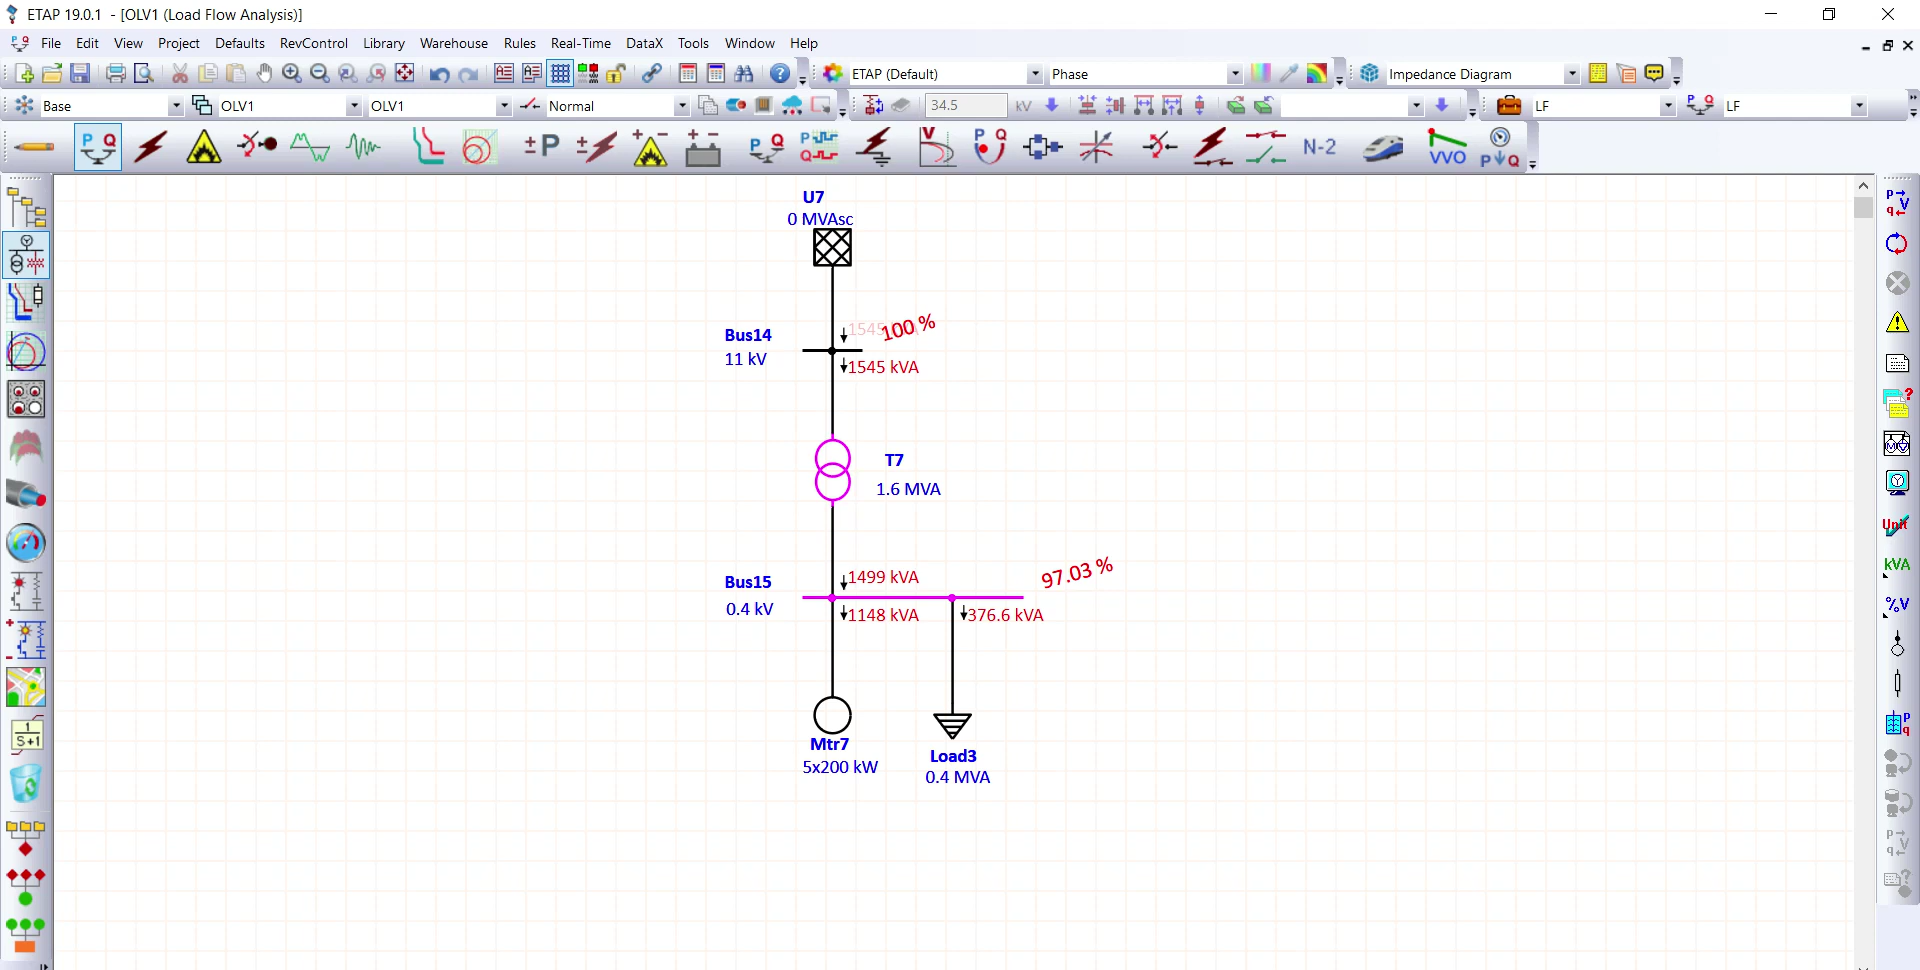 ETAP 19.0.1 - [OLV1 (Load Flow Analysis)]
File Edit View Project Defaults RevControl Library Warehouse Rules Real-Time DataX Tools Window Help
ETAP (Default) Phase Impedance Diagram
Base OLV1 OLV1 Normal 34.5 kV LF LF
P Q ± P P Q P Q V P Q N-2 VVO P Q
U7
0 MVAsc
1545 100 %
Bus14
11 kV
1545 kVA
T7
1.6 MVA
97.03 %
1499 kVA
Bus15
0.4 kV
1148 kVA 376.6 kVA
Mtr7
5x200 kW
Load3
0.4 MVA
1
S+1
P V
q
Unit
kVA
%V
P
q
P V
q